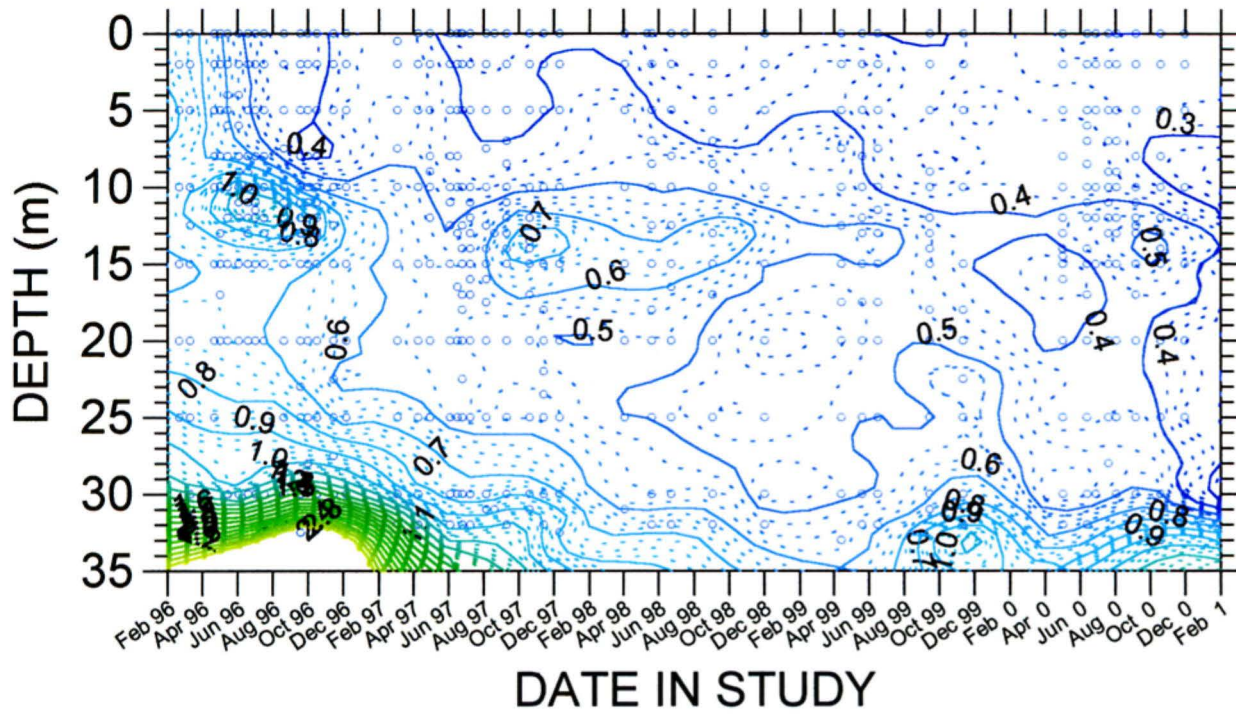 0
5
10
15
20
25
30
35
DEPTH (m)
0.4
1.0
0.9
0.8
0.7
0.6
0.5
0.6
0.3
0.4
0.5
0.4
0.4
0.5
0.6
0.8
0.9
1.0
0.7
1.1
0.8
0.9
0.8
0.9
1.6
Feb 96
Apr 96
Jun 96
Aug 96
Oct 96
Dec 96
Feb 97
Apr 97
Jun 97
Aug 97
Oct 97
Dec 97
Feb 98
Apr 98
Jun 98
Aug 98
Oct 98
Dec 98
Feb 99
Apr 99
Jun 99
Aug 99
Oct 99
Dec 99
Feb 0
Apr 0
Jun 0
Aug 0
Oct 0
Dec 0
Feb 1
DATE IN STUDY